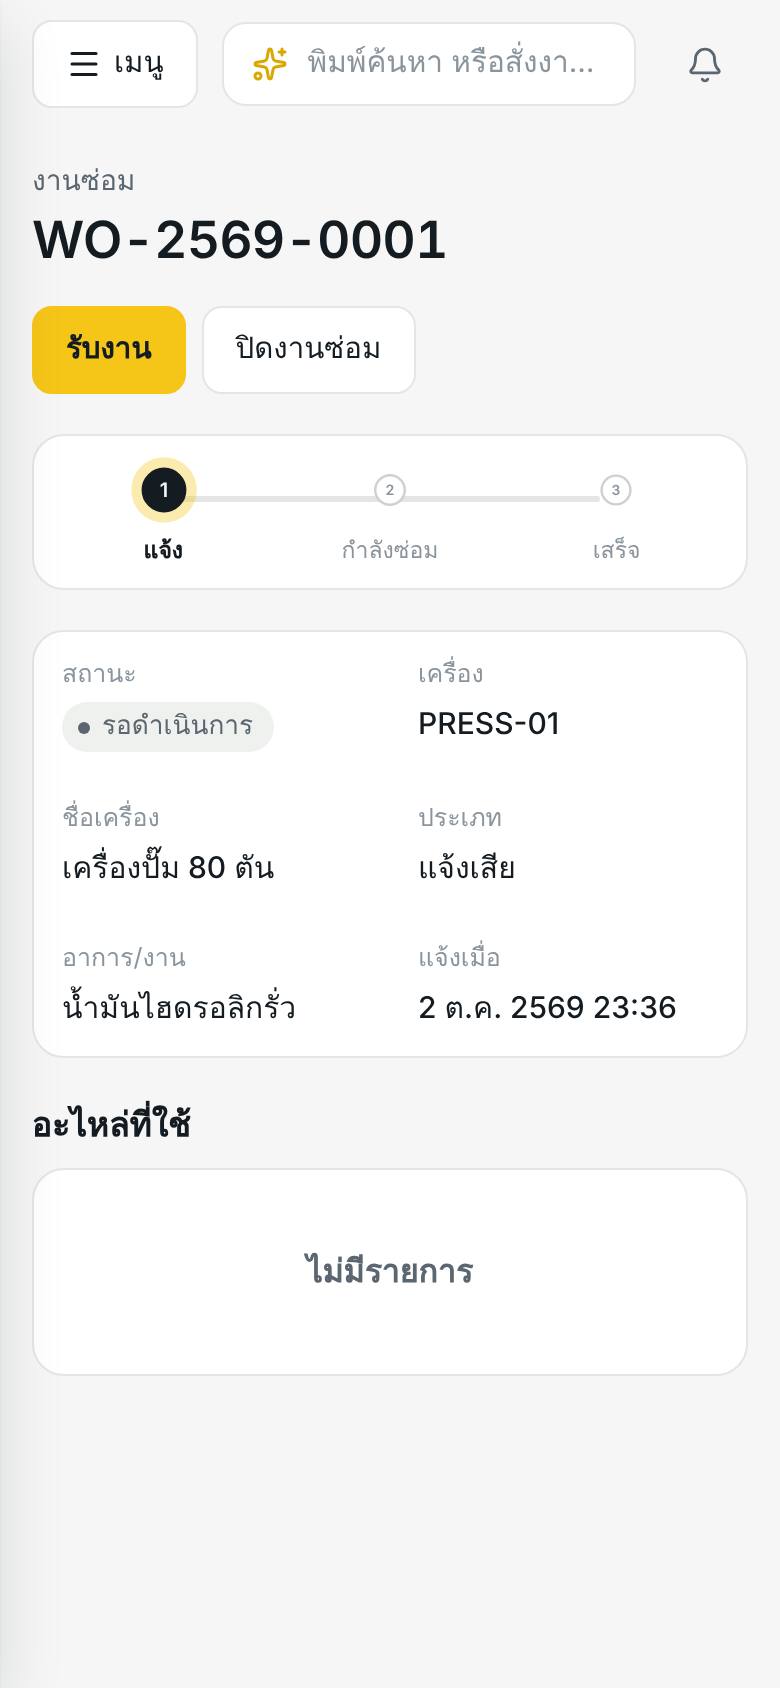 เมนู
พิมพ์ค้นหา หรือสั่งงา...
งานซ่อม
WO-2569-0001
รับงาน
ปิดงานซ่อม
1
2
3
แจ้ง
กำลังซ่อม
เสร็จ
สถานะ
เครื่อง
รอดำเนินการ
PRESS-01
ชื่อเครื่อง
ประเภท
เครื่องปั๊ม 80 ตัน
แจ้งเสีย
อาการ/งาน
แจ้งเมื่อ
น้ำมันไฮดรอลิกรั่ว
2 ต.ค. 2569 23:36
อะไหล่ที่ใช้
ไม่มีรายการ